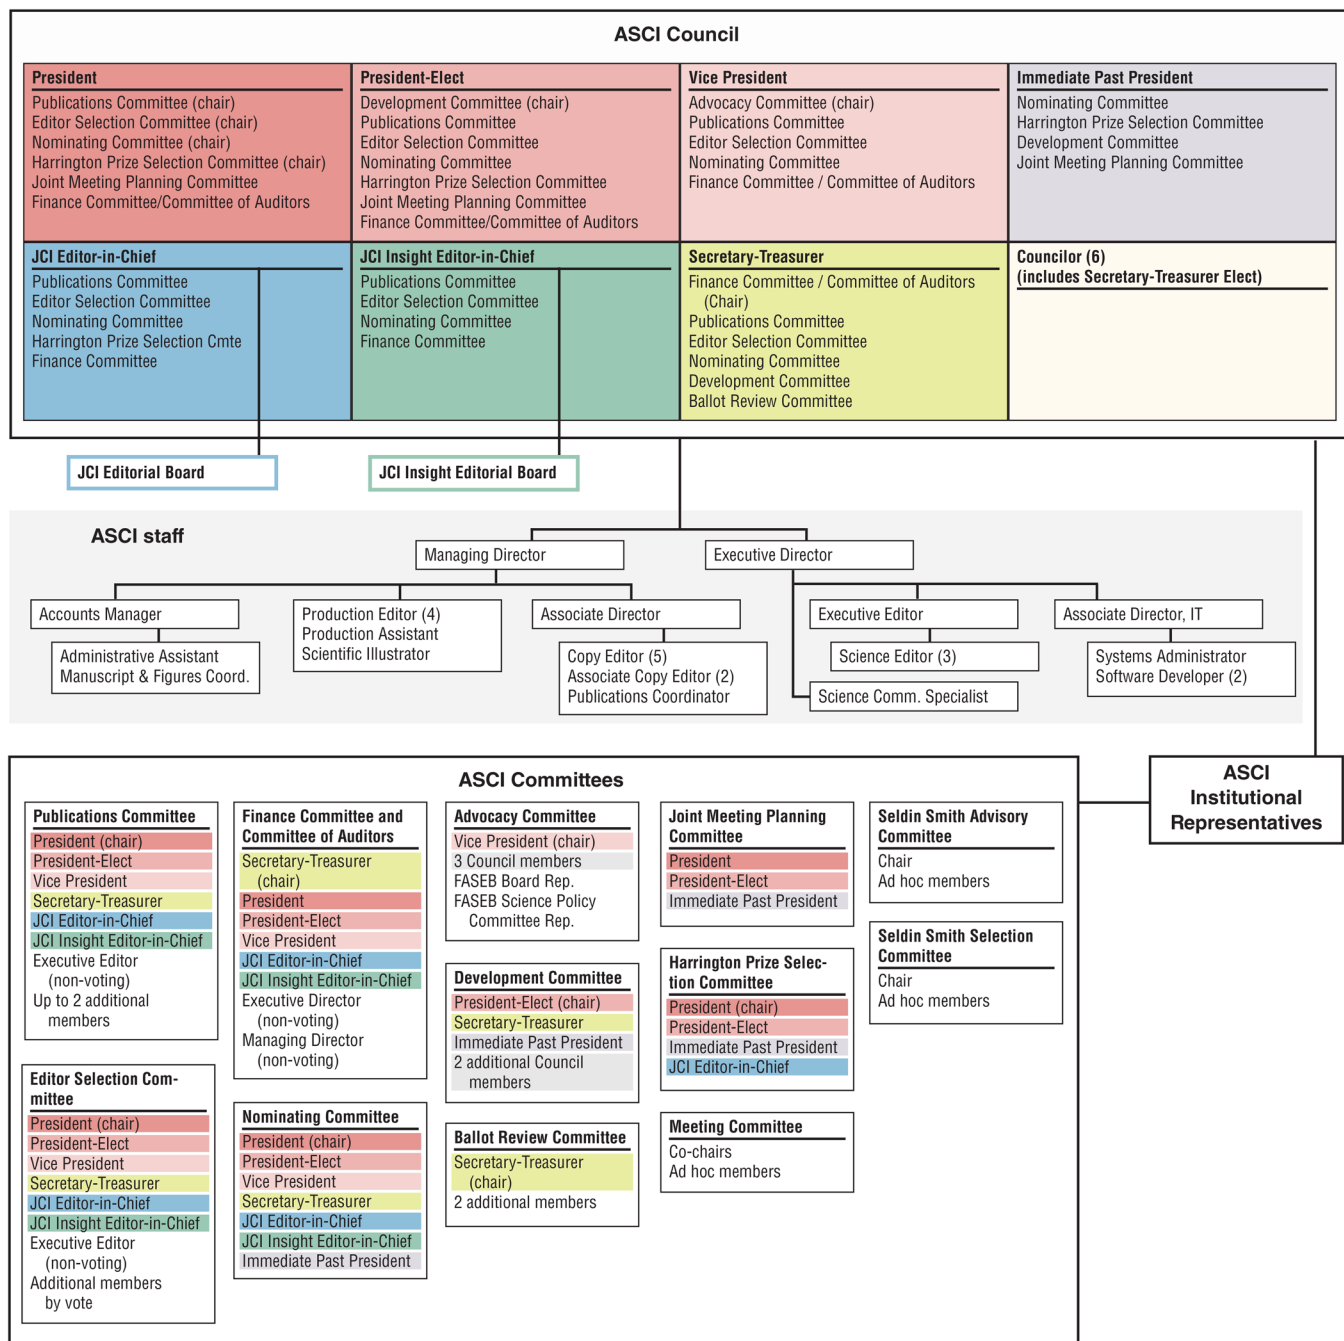 ASCI Council
President
Publications Committee (chair)
Editor Selection Committee (chair)
Nominating Committee (chair)
Harrington Prize Selection Committee (chair)
Joint Meeting Planning Committee
Finance Committee/Committee of Auditors
President-Elect
Development Committee (chair)
Publications Committee
Editor Selection Committee
Nominating Committee
Harrington Prize Selection Committee
Joint Meeting Planning Committee
Finance Committee/Committee of Auditors
Vice President
Advocacy Committee (chair)
Publications Committee
Editor Selection Committee
Nominating Committee
Finance Committee / Committee of Auditors
Immediate Past President
Nominating Committee
Harrington Prize Selection Committee
Development Committee
Joint Meeting Planning Committee
JCI Editor-in-Chief
Publications Committee
Editor Selection Committee
Nominating Committee
Harrington Prize Selection Cmte
Finance Committee
JCI Insight Editor-in-Chief
Publications Committee
Editor Selection Committee
Nominating Committee
Finance Committee
Secretary-Treasurer
Finance Committee / Committee of Auditors
(Chair)
Publications Committee
Editor Selection Committee
Nominating Committee
Development Committee
Ballot Review Committee
Councilor (6)
(includes Secretary-Treasurer Elect)
JCI Editorial Board
JCI Insight Editorial Board
ASCI staff
Managing Director
Executive Director
Accounts Manager
Administrative Assistant
Manuscript & Figures Coord.
Production Editor (4)
Production Assistant
Scientific Illustrator
Associate Director
Copy Editor (5)
Associate Copy Editor (2)
Publications Coordinator
Executive Editor
Science Editor (3)
Science Comm. Specialist
Associate Director, IT
Systems Administrator
Software Developer (2)
ASCI
Institutional
Representatives
ASCI Committees
Publications Committee
President (chair)
President-Elect
Vice President
Secretary-Treasurer
JCI Editor-in-Chief
JCI Insight Editor-in-Chief
Executive Editor
(non-voting)
Up to 2 additional
members
Editor Selection Com-
mittee
President (chair)
President-Elect
Vice President
Secretary-Treasurer
JCI Editor-in-Chief
JCI Insight Editor-in-Chief
Executive Editor
(non-voting)
Additional members
by vote
Finance Committee and
Committee of Auditors
Secretary-Treasurer
(chair)
President
President-Elect
Vice President
JCI Editor-in-Chief
JCI Insight Editor-in-Chief
Executive Director
(non-voting)
Managing Director
(non-voting)
Nominating Committee
President (chair)
President-Elect
Vice President
Secretary-Treasurer
JCI Editor-in-Chief
JCI Insight Editor-in-Chief
Immediate Past President
Advocacy Committee
Vice President (chair)
3 Council members
FASEB Board Rep.
FASEB Science Policy
Committee Rep.
Development Committee
President-Elect (chair)
Secretary-Treasurer
Immediate Past President
2 additional Council
members
Ballot Review Committee
Secretary-Treasurer
(chair)
2 additional members
Joint Meeting Planning
Committee
President
President-Elect
Immediate Past President
Harrington Prize Selec-
tion Committee
President (chair)
President-Elect
Immediate Past President
JCI Editor-in-Chief
Meeting Committee
Co-chairs
Ad hoc members
Seldin Smith Advisory
Committee
Chair
Ad hoc members
Seldin Smith Selection
Committee
Chair
Ad hoc members